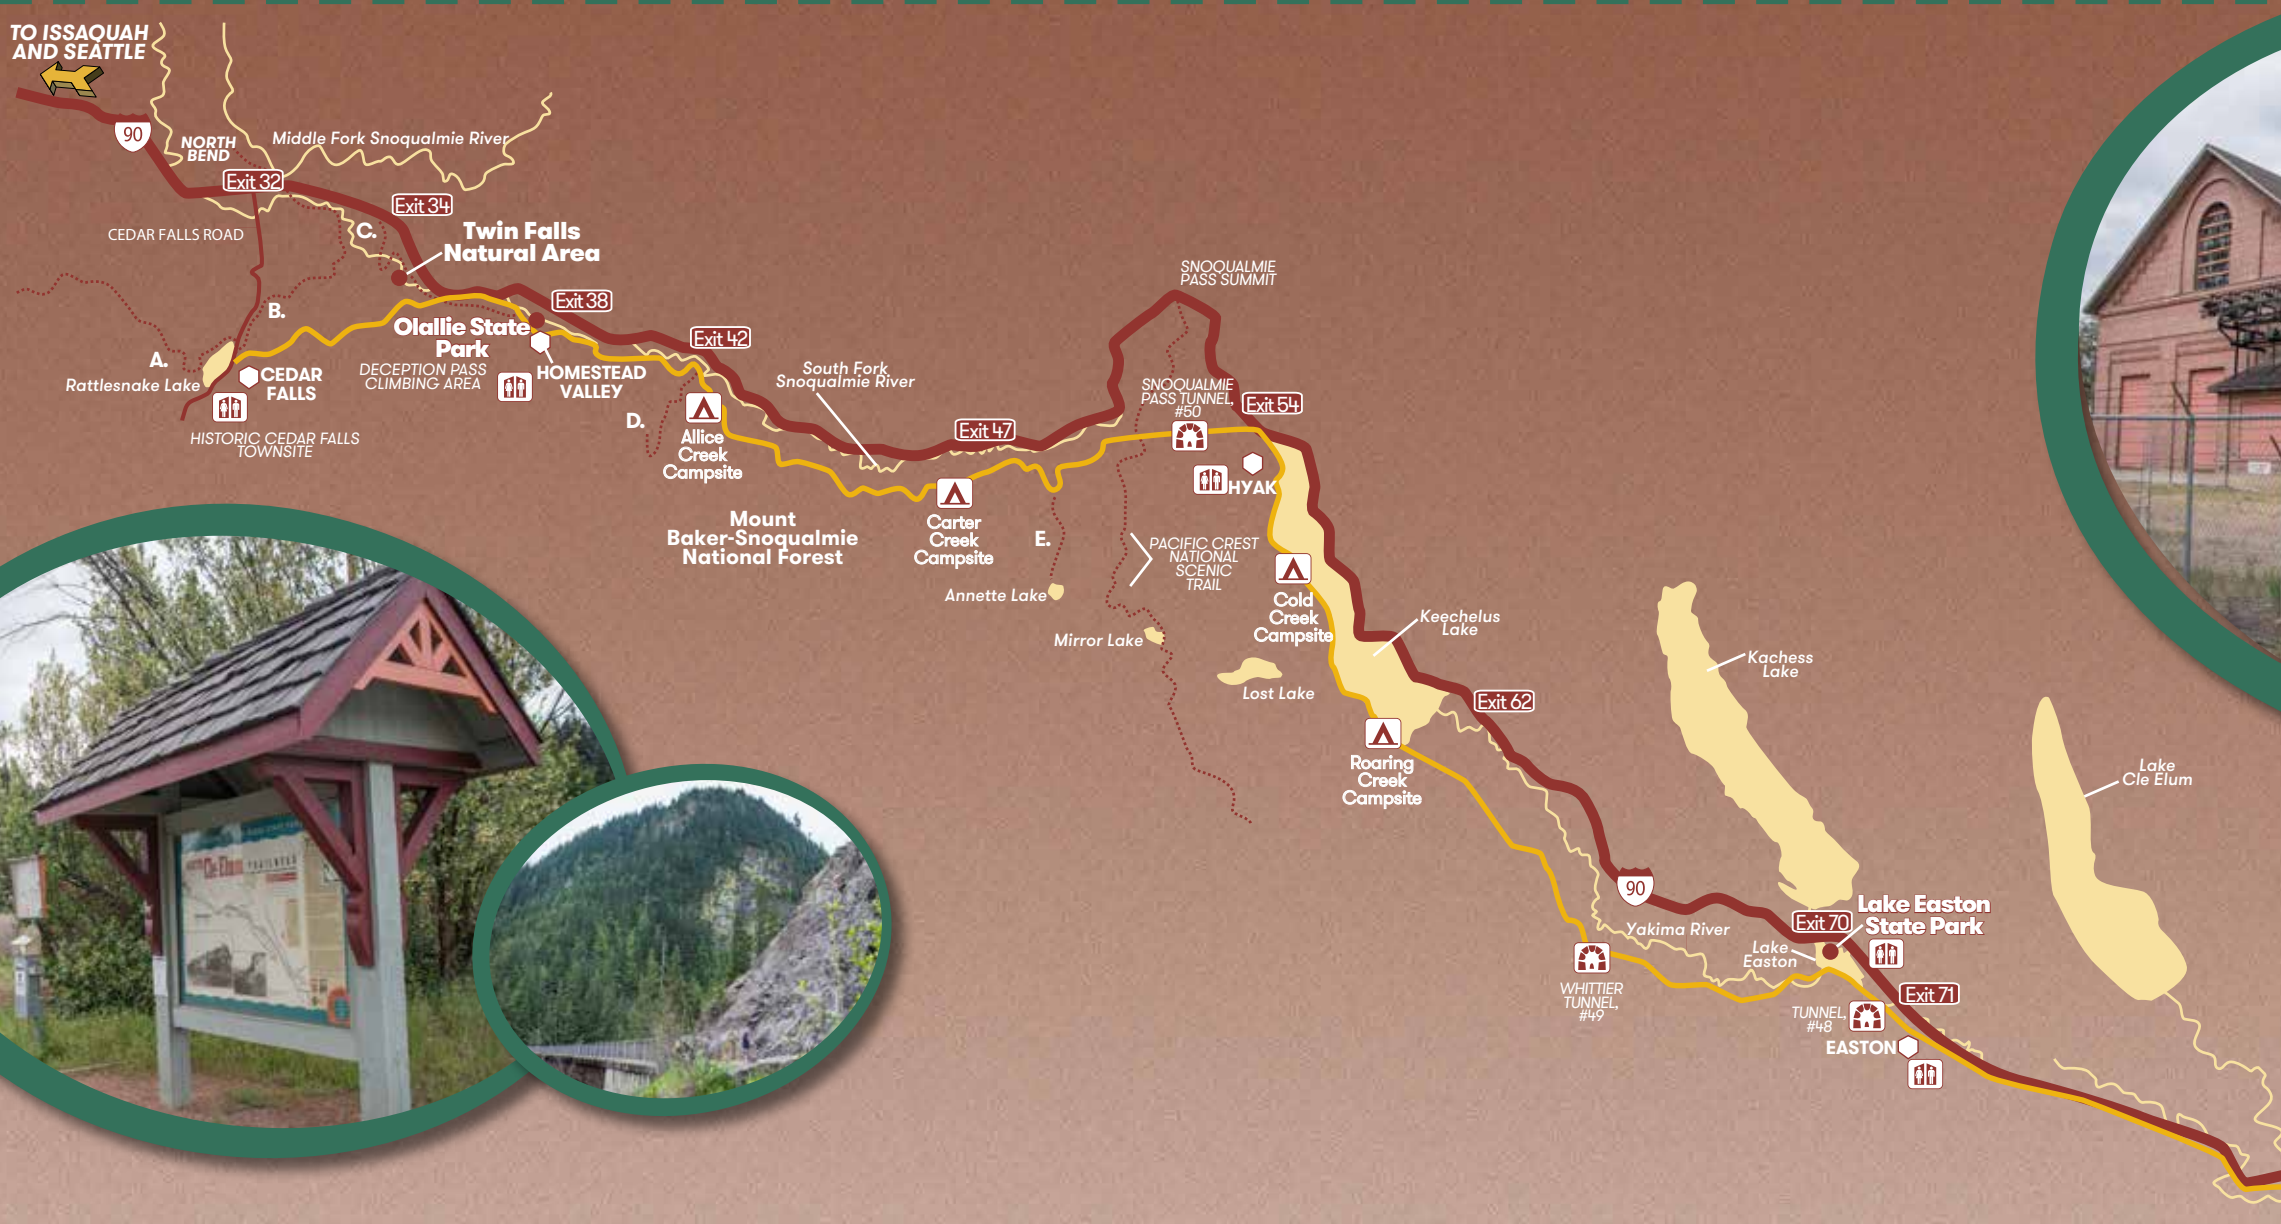 TO ISSAQUAH
AND SEATTLE
90
NORTH
BEND
Middle Fork Snoqualmie River
Exit 32
Exit 34
CEDAR FALLS ROAD
C.
Twin Falls
Natural Area
B.
Exit 38
Olallie State
Park
DECEPTION PASS
CLIMBING AREA
HOMESTEAD
VALLEY
A.
Rattlesnake Lake
CEDAR
FALLS
HISTORIC CEDAR FALLS
TOWNSITE
Exit 42
D.
Allice
Creek
Campsite
South Fork
Snoqualmie River
Mount
Baker-Snoqualmie
National Forest
Exit 47
Carter
Creek
Campsite
E.
Annette Lake
SNOQUALMIE
PASS SUMMIT
SNOQUALMIE
PASS TUNNEL,
#50
Exit 54
HYAK
PACIFIC CREST
NATIONAL
SCENIC
TRAIL
Mirror Lake
Lost Lake
Cold
Creek
Campsite
Keechelus
Lake
Exit 62
Roaring
Creek
Campsite
Kachess
Lake
Lake
Cle Elum
90
Yakima River
WHITTIER
TUNNEL,
#49
Exit 70
Lake Easton
State Park
Lake
Easton
Exit 71
TUNNEL,
#48
EASTON
Cle Elum